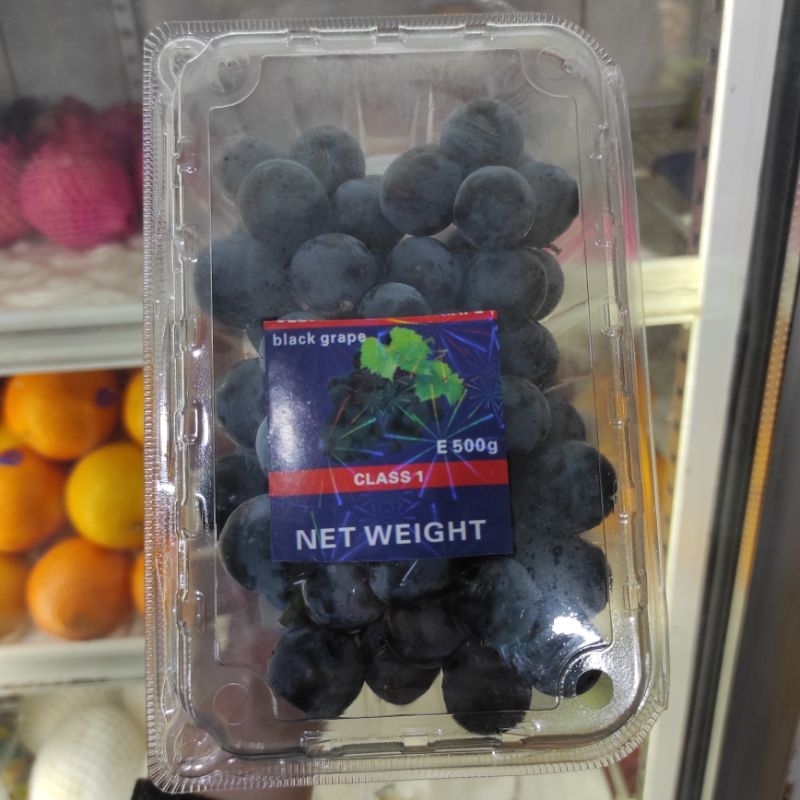 black grape
E 500g
CLASS 1
NET WEIGHT